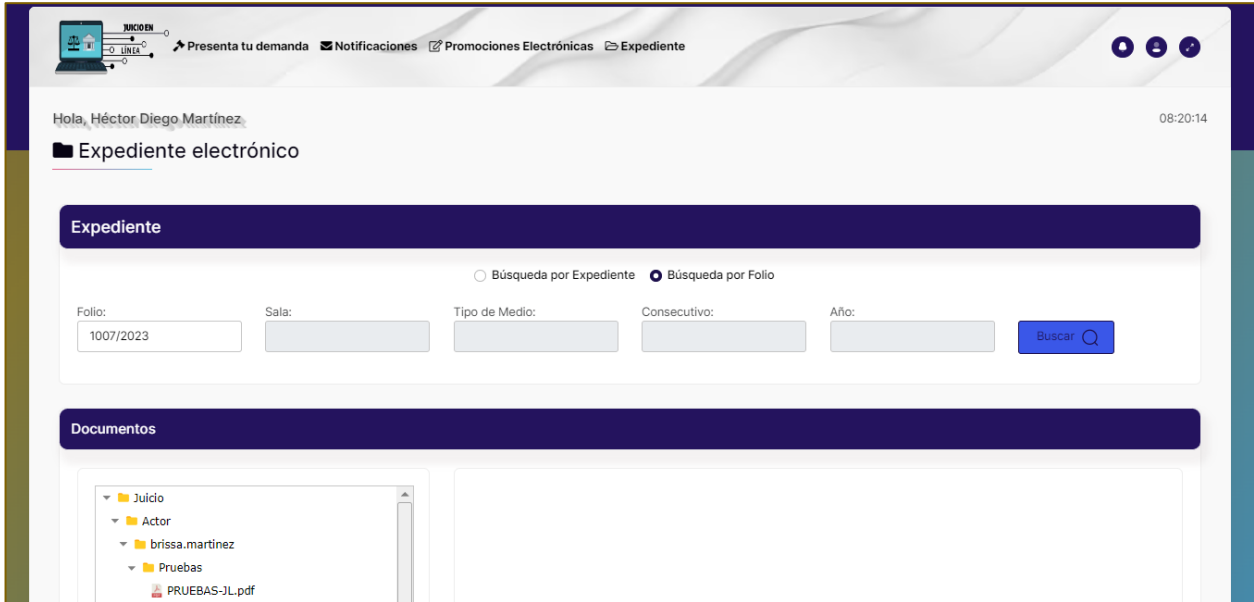 JUICIO EN
LÍNEA
Presenta tu demanda Notificaciones Promociones Electrónicas Expediente
Hola, Héctor Diego Martínez
08:20:14
Expediente electrónico
Expediente
Búsqueda por Expediente Búsqueda por Folio
Folio: Sala: Tipo de Medio: Consecutivo: Año:
1007/2023
Buscar
Documentos
Juicio
Actor
brissa.martinez
Pruebas
PRUEBAS-JL.pdf